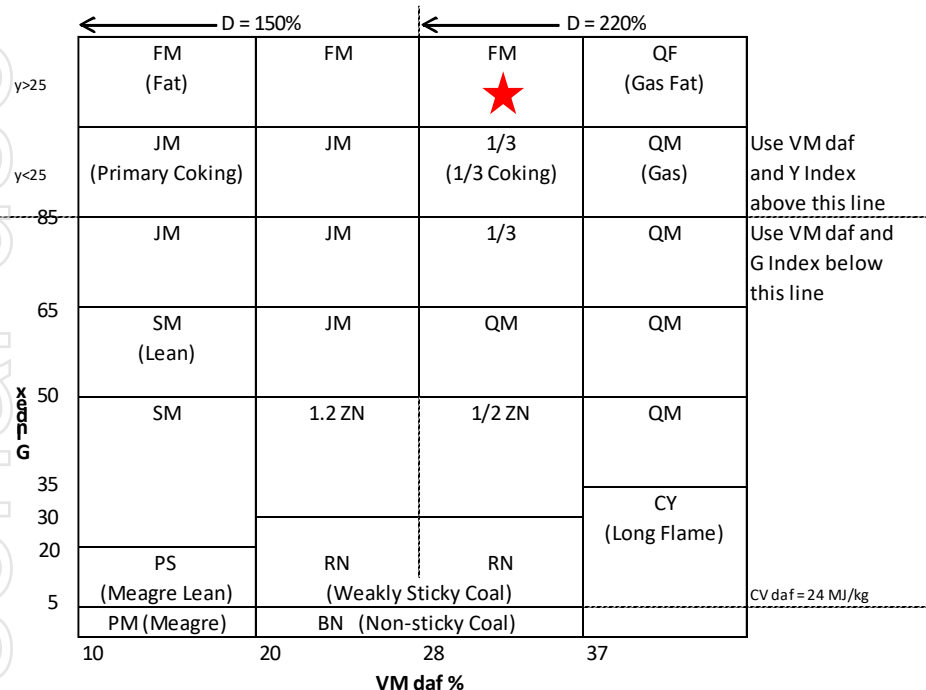 D = 150% D = 220%
FM FM FM QF
(Fat) (Gas Fat)
y>25
JM JM 1/3 QM Use VM daf
(Primary Coking) (1/3 Coking) (Gas) and Y Index
y<25
above this line
85
JM JM 1/3 QM Use VM daf and
G Index below
this line
65
SM JM QM QM
(Lean)
50
SM 1.2 ZN 1/2 ZN QM
G Index
35
CY
30
(Long Flame)
20
PS RN RN
(Meagre Lean) (Weakly Sticky Coal) CV daf = 24 MJ/kg
5
PM (Meagre) BN (Non-sticky Coal)
10 20 28 37
VM daf %